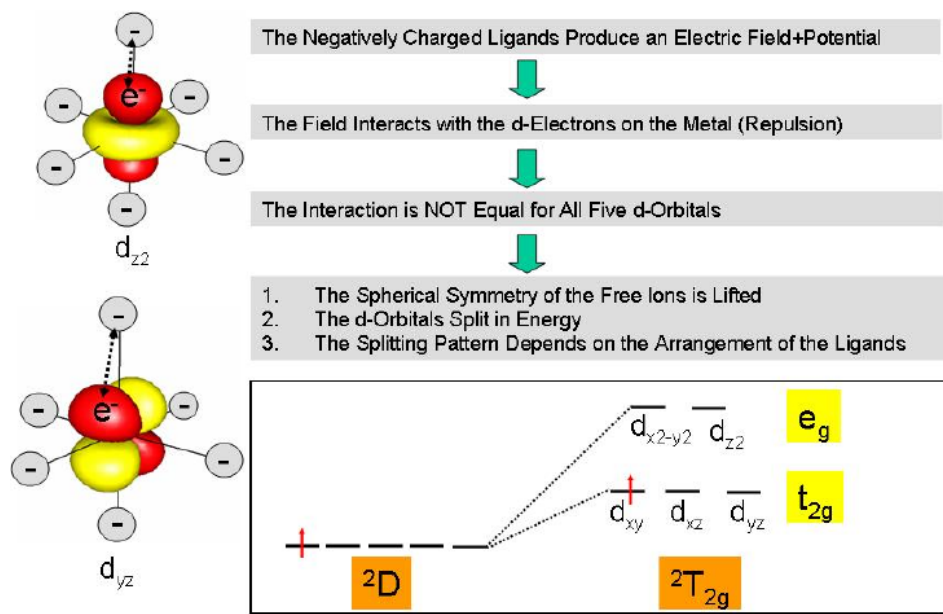 The Negatively Charged Ligands Produce an Electric Field+Potential
The Field Interacts with the d-Electrons on the Metal (Repulsion)
The Interaction is NOT Equal for All Five d-Orbitals
1. The Spherical Symmetry of the Free Ions is Lifted
2. The d-Orbitals Split in Energy
3. The Splitting Pattern Depends on the Arrangement of the Ligands
-
e-
- -
- -
-
dz2
-
e-
- -
- -
-
dyz
dx2-y2 dz2 eg
dxy dxz dyz t2g
2D 2T2g